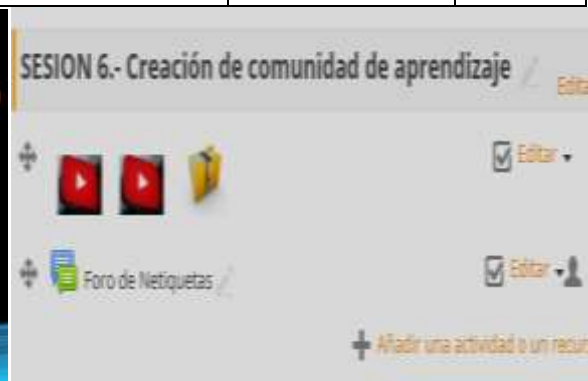 SESION 6.- Creación de comunidad de aprendizaje
Editar
Foro de Netiquetas
Editar
Añadir una actividad o un recur